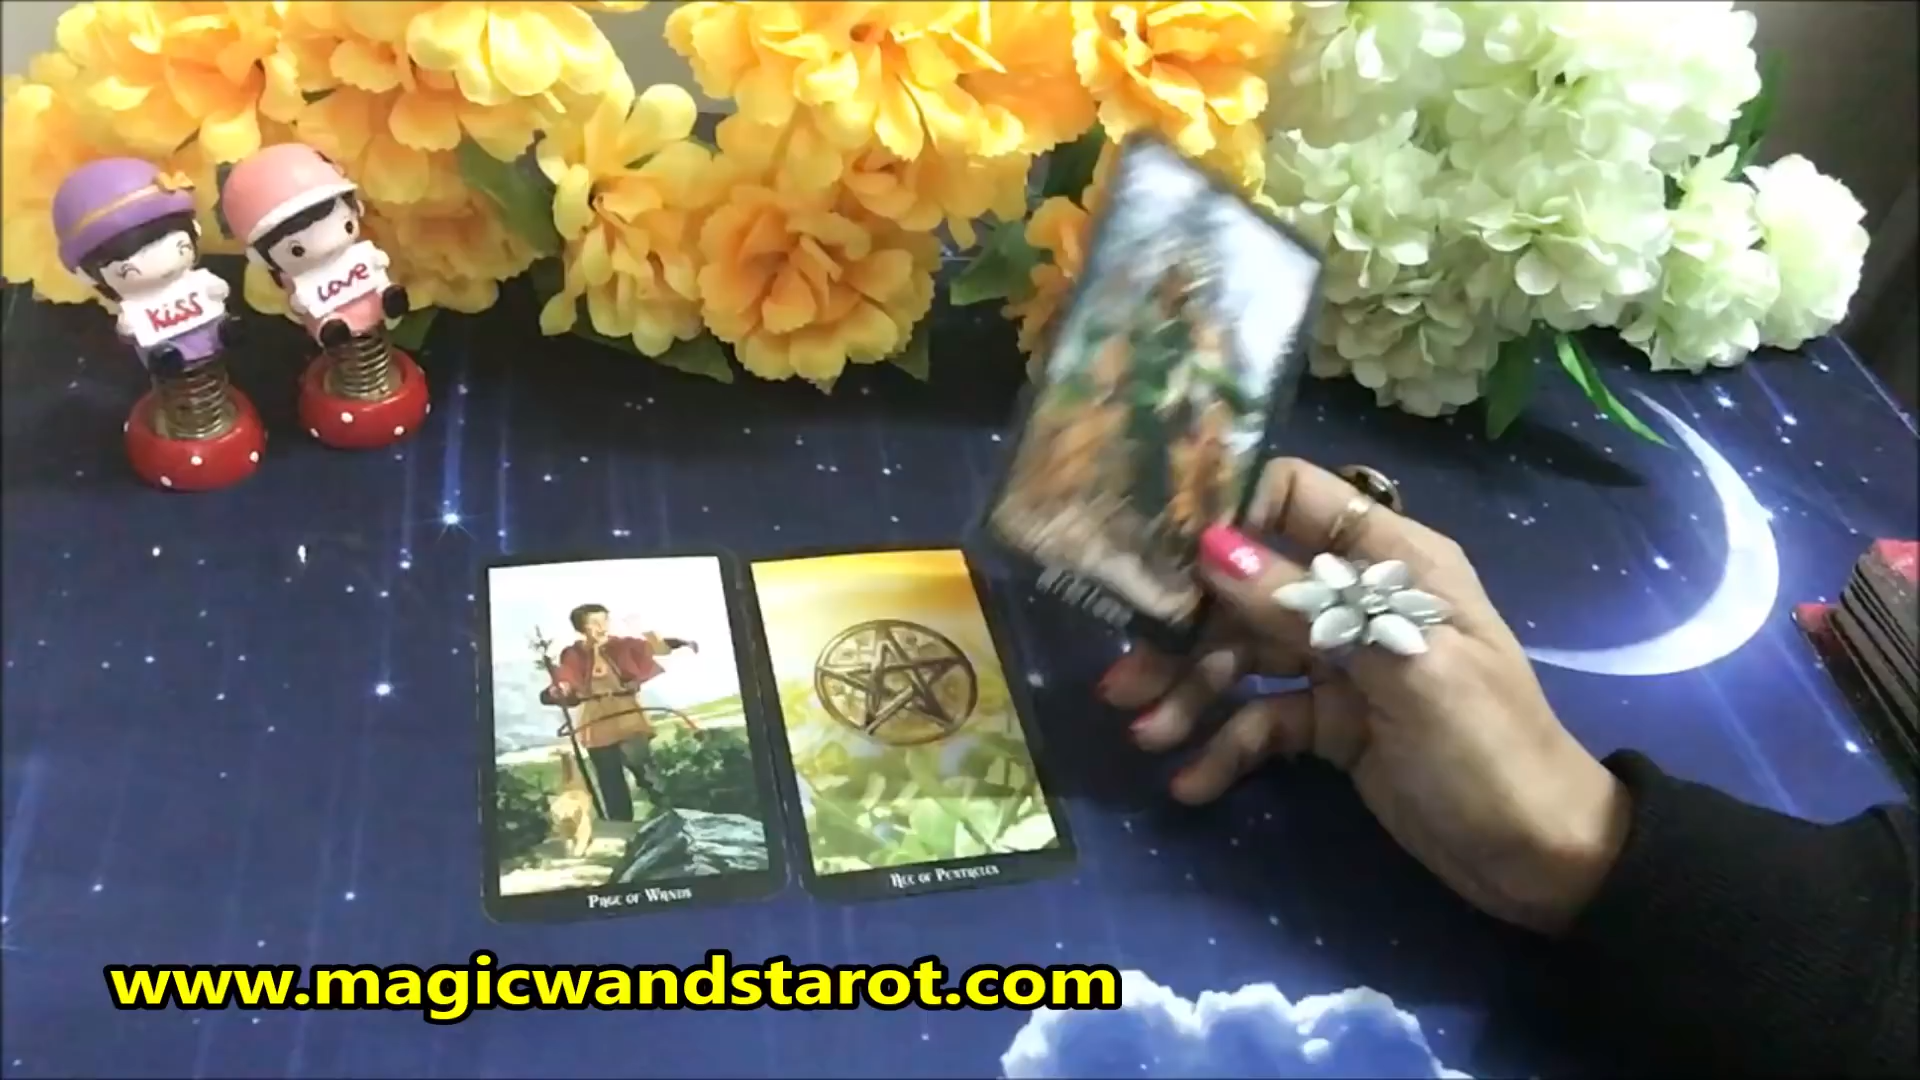 kiss
Love
Page of Wands
Ace of Pentacles
www.magicwandstarot.com